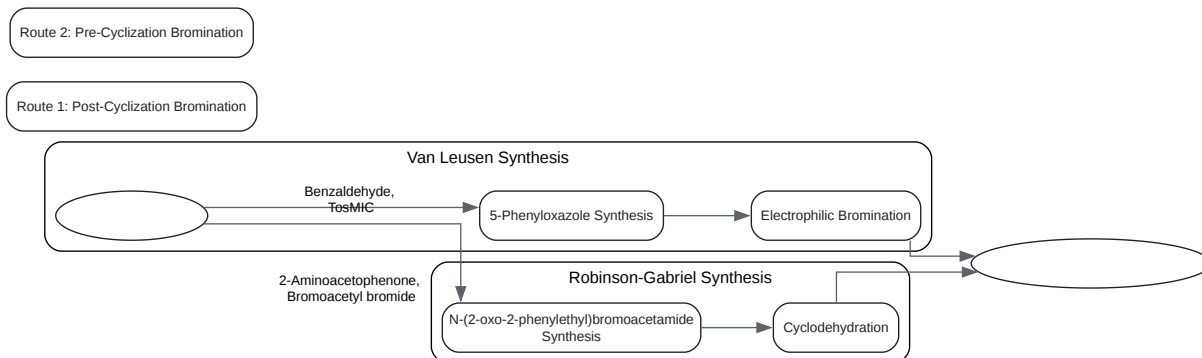 Route 2: Pre-Cyclization Bromination
Route 1: Post-Cyclization Bromination
Van Leusen Synthesis
Benzaldehyde,
TosMIC
5-Phenyloxazole Synthesis
Electrophilic Bromination
2-Aminoacetophenone,
Bromoacetyl bromide
Robinson-Gabriel Synthesis
N-(2-oxo-2-phenylethyl)bromoacetamide
Synthesis
Cyclodehydration